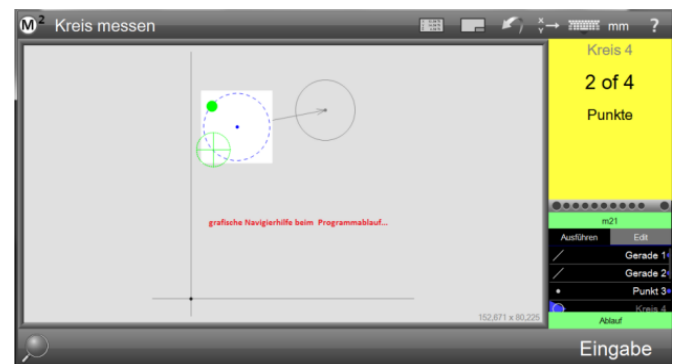 M² Kreis messen
X Y mm ?
Kreis 4
2 of 4
Punkte
grafische Navigierhilfe beim Programmablauf...
m21
Ausführen Edit
Gerade 1
Gerade 2
Punkt 3
Kreis 4
152,671 x 80,225
Ablauf
Eingabe